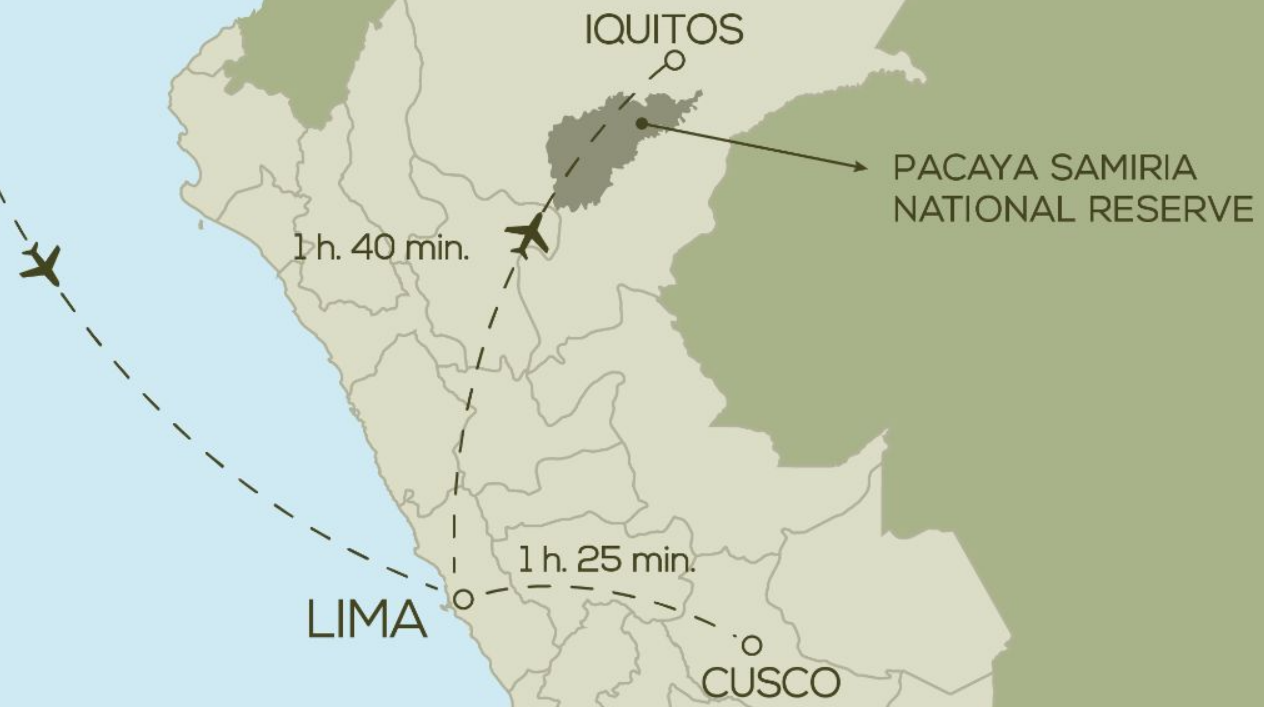 IQUITOS
PACAYA SAMIRIA
NATIONAL RESERVE
1 h. 40 min.
1 h. 25 min.
LIMA
CUSCO